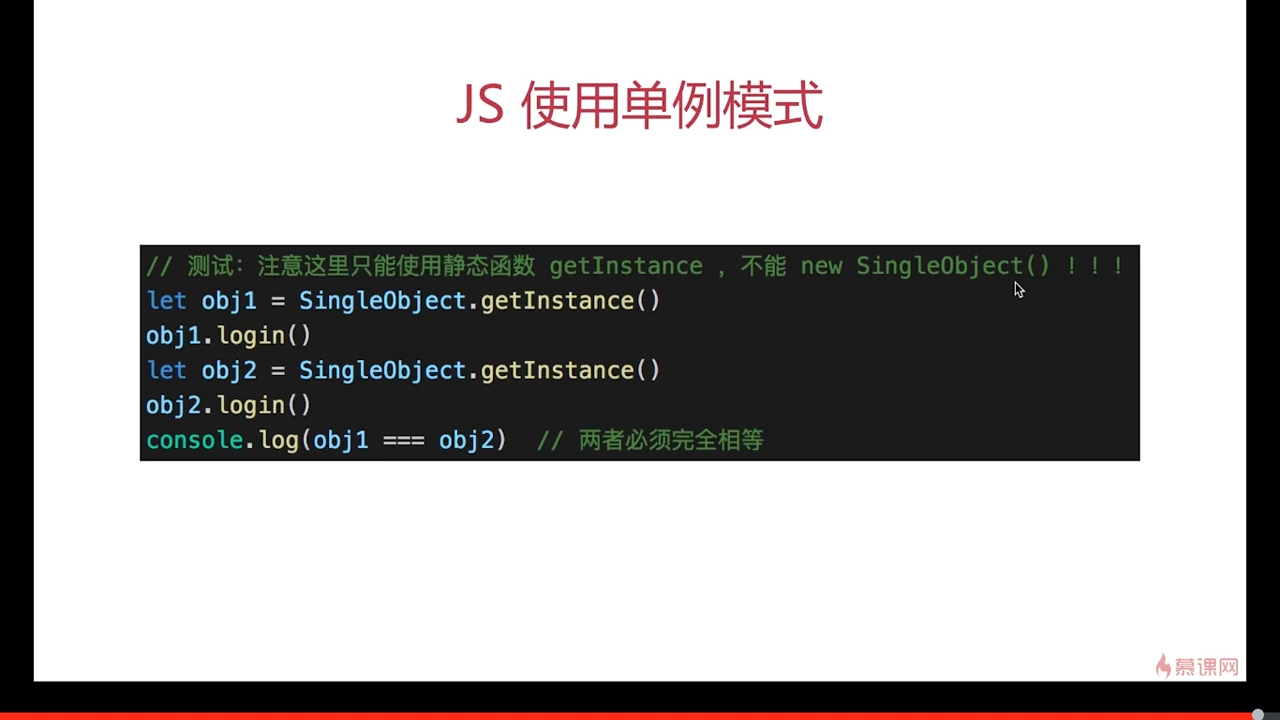 JS 使用单例模式
// 测试：注意这里只能使用静态函数 getInstance ，不能 new SingleObject() ！！！
let obj1 = SingleObject.getInstance()
obj1.login()
let obj2 = SingleObject.getInstance()
obj2.login()
console.log(obj1 === obj2)  // 两者必须完全相等
慕课网